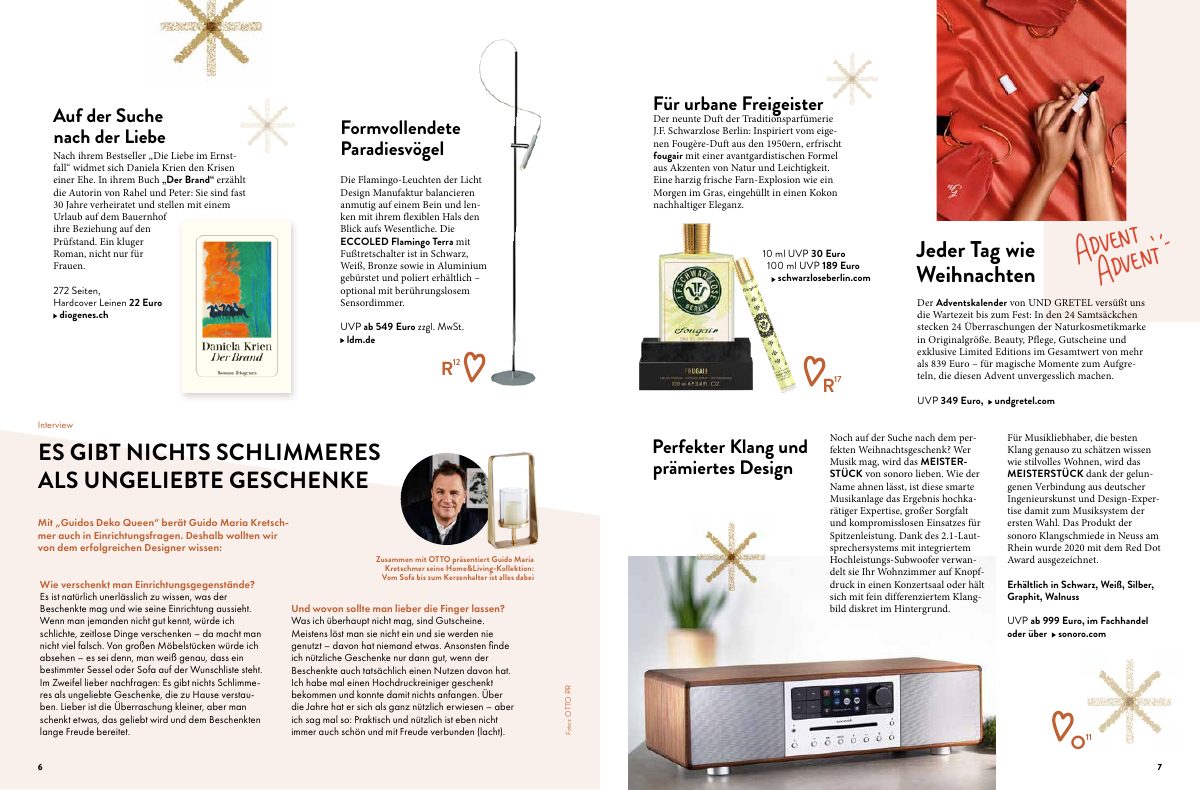 Auf der Suche
nach der Liebe
Nach ihrem Bestseller „Die Liebe im Ernst-
fall“ widmet sich Daniela Krien den Krisen
einer Ehe. In ihrem Buch „Der Brand“ erzählt
die Autorin von Rahel und Peter: Sie sind fast
30 Jahre verheiratet und stellen mit einem
Urlaub auf dem Bauernhof
ihre Beziehung auf den
Prüfstand. Ein kluger
Roman, nicht nur für
Frauen.
272 Seiten,
Hardcover Leinen 22 Euro
diogenes.ch
Daniela Krien
Der Brand
Roman · Diogenes
Formvollendete
Paradiesvögel
Die Flamingo-Leuchten der Licht
Design Manufaktur balancieren
anmutig auf einem Bein und len-
ken mit ihrem flexiblen Hals den
Blick aufs Wesentliche. Die
ECCOLED Flamingo Terra mit
Fußtretschalter ist in Schwarz,
Weiß, Bronze sowie in Aluminium
gebürstet und poliert erhältlich –
optional mit berührungslosem
Sensordimmer.
UVP ab 549 Euro zzgl. MwSt.
ldm.de
R12
Interview
ES GIBT NICHTS SCHLIMMERES
ALS UNGELIEBTE GESCHENKE
Mit „Guidos Deko Queen“ berät Guido Maria Kretsch-
mer auch in Einrichtungsfragen. Deshalb wollten wir
von dem erfolgreichen Designer wissen:
Zusammen mit OTTO präsentiert Guido Maria
Kretschmer seine Home&Living-Kollektion:
Vom Sofa bis zum Kerzenhalter ist alles dabei
Wie verschenkt man Einrichtungsgegenstände?
Es ist natürlich unerlässlich zu wissen, was der
Beschenkte mag und wie seine Einrichtung aussieht.
Wenn man jemanden nicht gut kennt, würde ich
schlichte, zeitlose Dinge verschenken – da macht man
nicht viel falsch. Von großen Möbelstücken würde ich
absehen – es sei denn, man weiß genau, dass ein
bestimmter Sessel oder Sofa auf der Wunschliste steht.
Im Zweifel lieber nachfragen: Es gibt nichts Schlimme-
res als ungeliebte Geschenke, die zu Hause verstau-
ben. Lieber ist die Überraschung kleiner, aber man
schenkt etwas, das geliebt wird und dem Beschenkten
lange Freude bereitet.
Und wovon sollte man lieber die Finger lassen?
Was ich überhaupt nicht mag, sind Gutscheine.
Meistens löst man sie nicht ein und sie werden nie
genutzt – davon hat niemand etwas. Ansonsten finde
ich nützliche Geschenke nur dann gut, wenn der
Beschenkte auch tatsächlich einen Nutzen davon hat.
Ich habe mal einen Hochdruckreiniger geschenkt
bekommen und konnte damit nichts anfangen. Über
die Jahre hat er sich als ganz nützlich erwiesen – aber
ich sag mal so: Praktisch und nützlich ist eben nicht
immer auch schön und mit Freude verbunden (lacht).
Fotos: OTTO PR
6
Für urbane Freigeister
Der neunte Duft der Traditionsparfümerie
J.F. Schwarzlose Berlin: Inspiriert vom eige-
nen Fougère-Duft aus den 1950ern, erfrischt
fougair mit einer avantgardistischen Formel
aus Akzenten von Natur und Leichtigkeit.
Eine harzig frische Farn-Explosion wie ein
Morgen im Gras, eingehüllt in einen Kokon
nachhaltiger Eleganz.
10 ml UVP 30 Euro
100 ml UVP 189 Euro
schwarzloseberlin.com
J.F. SCHWARZLOSE
BERLIN
fougair
FOUGAIR
100 ml e 3.4 FL. OZ.
R17
Jeder Tag wie
Weihnachten
ADVENT
ADVENT
Der Adventskalender von UND GRETEL versüßt uns
die Wartezeit bis zum Fest: In den 24 Samtsäckchen
stecken 24 Überraschungen der Naturkosmetikmarke
in Originalgröße. Beauty, Pflege, Gutscheine und
exklusive Limited Editions im Gesamtwert von mehr
als 839 Euro – für magische Momente zum Aufgre-
teln, die diesen Advent unvergesslich machen.
UVP 349 Euro, undgretel.com
Perfekter Klang und
prämiertes Design
Noch auf der Suche nach dem per-
fekten Weihnachtsgeschenk? Wer
Musik mag, wird das MEISTER-
STÜCK von sonoro lieben. Wie der
Name ahnen lässt, ist diese smarte
Musikanlage das Ergebnis hochka-
rätiger Expertise, großer Sorgfalt
und kompromisslosen Einsatzes für
Spitzenleistung. Dank des 2.1-Laut-
sprechersystems mit integriertem
Hochleistungs-Subwoofer verwan-
delt sie Ihr Wohnzimmer auf Knopf-
druck in einen Konzertsaal oder hält
sich mit fein differenziertem Klang-
bild diskret im Hintergrund.
Für Musikliebhaber, die besten
Klang genauso zu schätzen wissen
wie stilvolles Wohnen, wird das
MEISTERSTÜCK dank der gelun-
genen Verbindung aus deutscher
Ingenieurskunst und Design-Exper-
tise damit zum Musiksystem der
ersten Wahl. Das Produkt der
sonoro Klangschmiede in Neuss am
Rhein wurde 2020 mit dem Red Dot
Award ausgezeichnet.
Erhältlich in Schwarz, Weiß, Silber,
Graphit, Walnuss
UVP ab 999 Euro, im Fachhandel
oder über sonoro.com
O11
7